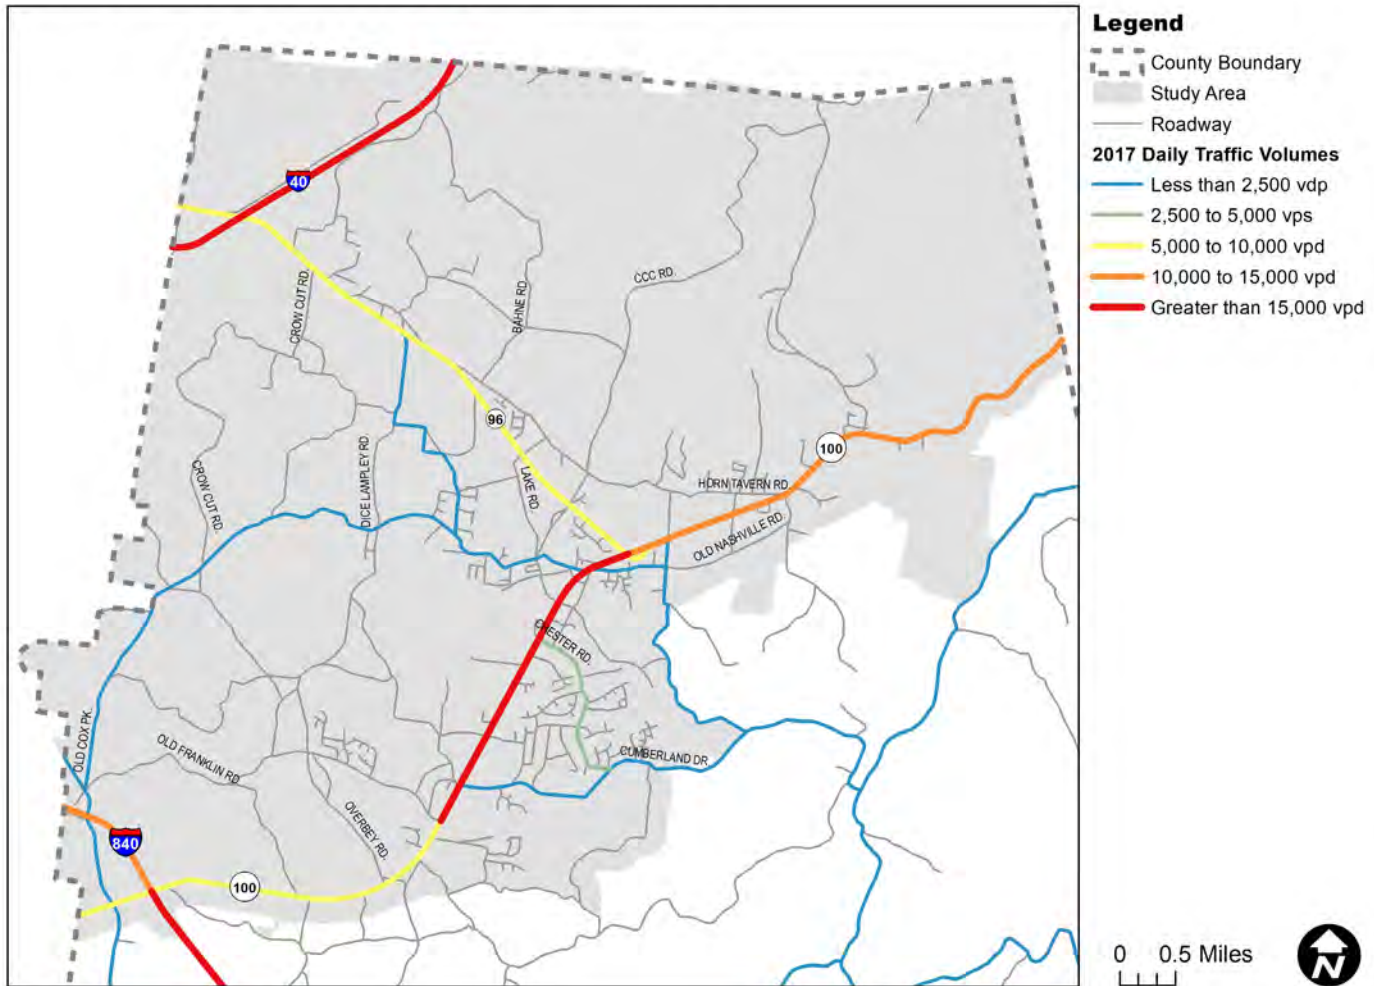 Legend
County Boundary
Study Area
Roadway
2017 Daily Traffic Volumes
Less than 2,500 vdp
2,500 to 5,000 vps
5,000 to 10,000 vpd
10,000 to 15,000 vpd
Greater than 15,000 vpd
40
CCC RD.
CROW CUT RD.
BAHNE RD.
96
100
DICE LAMPLEY RD.
CROW CUT RD.
LAKE RD.
HORN TAVERN RD.
OLD NASHVILLE RD.
CHESTER RD.
OLD COX PK.
OLD FRANKLIN RD.
CUMBERLAND DR
OVERBEY RD.
840
100
0 0.5 Miles
N